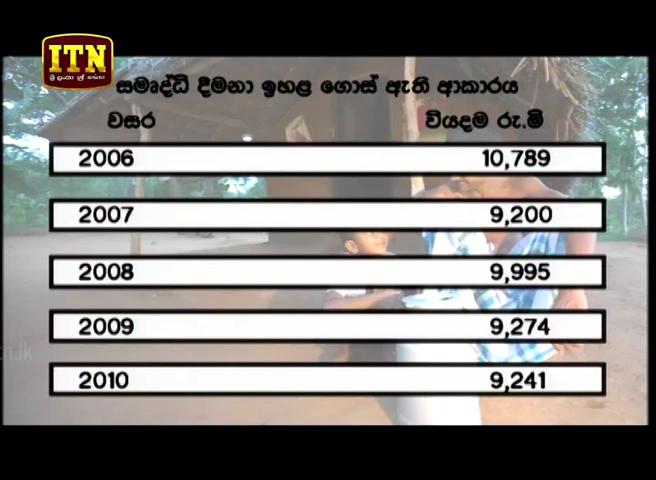 ITN
ශ්‍රී ලංකා
සමෘද්ධි දීමනා ඉහළ ගොස් ඇති ආකාරය
වසර වියදම රු.මි
2006 10,789
2007 9,200
2008 9,995
2009 9,274
2010 9,241